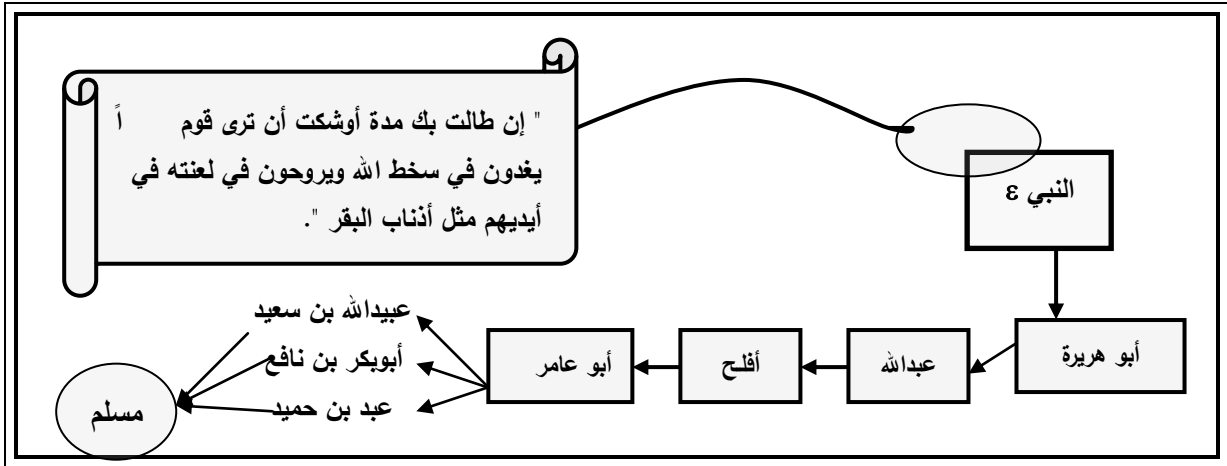 " إن طالت بك مدة أوشكت أن ترى قوم اً
يغدون في سخط الله ويروحون في لعنته في
أيديهم مثل أذناب البقر ".
النبي ε
أبو هريرة
عبدالله
أفلح
أبو عامر
عبيدالله بن سعيد
أبوبكر بن نافع
عبد بن حميد
مسلم